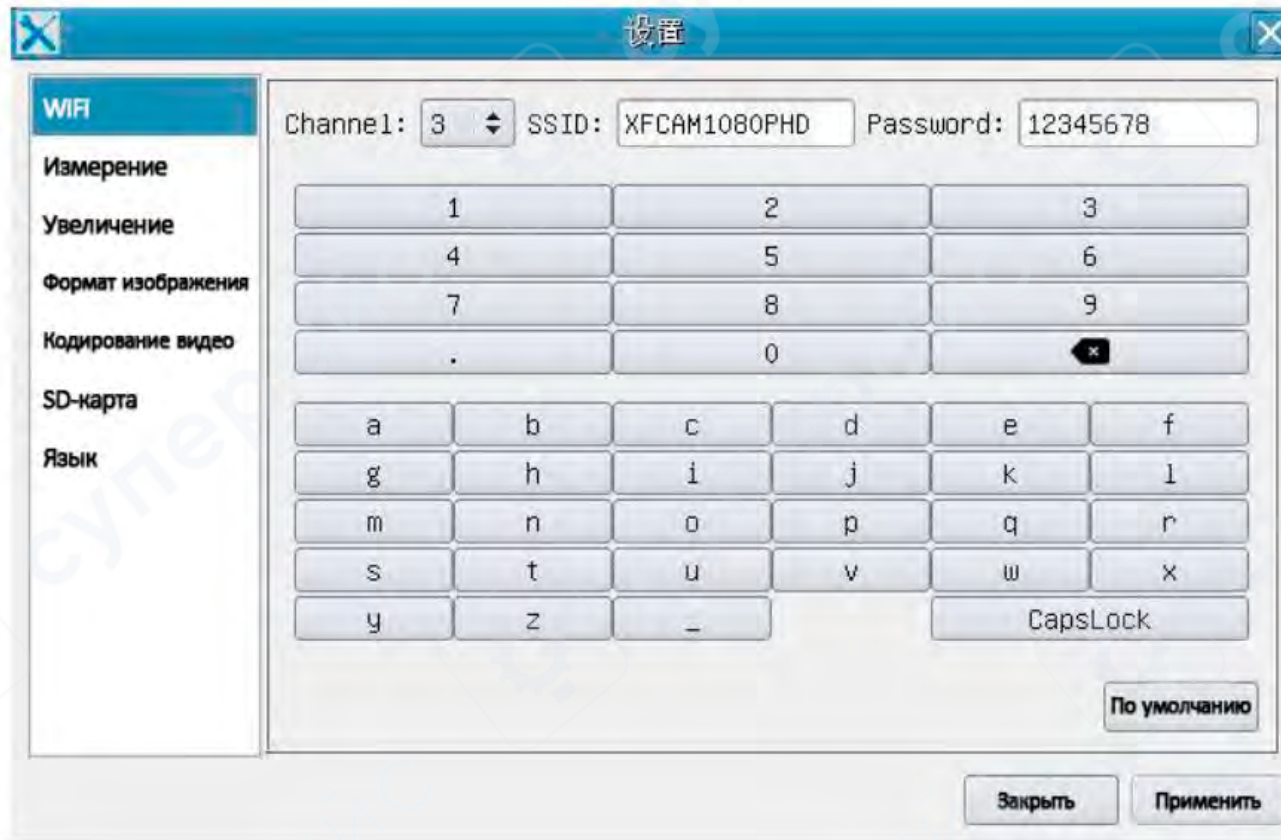 设置
WIFI
Измерение
Увеличение
Формат изображения
Кодирование видео
SD-карта
Язык
Channel: 3 SSID: XFCAM1080PHD Password: 12345678
1 2 3
4 5 6
7 8 9
. 0
a b c d e f
g h i j k l
m n o p q r
s t u v w x
y z _ CapsLock
По умолчанию
Закрыть Применить
супер